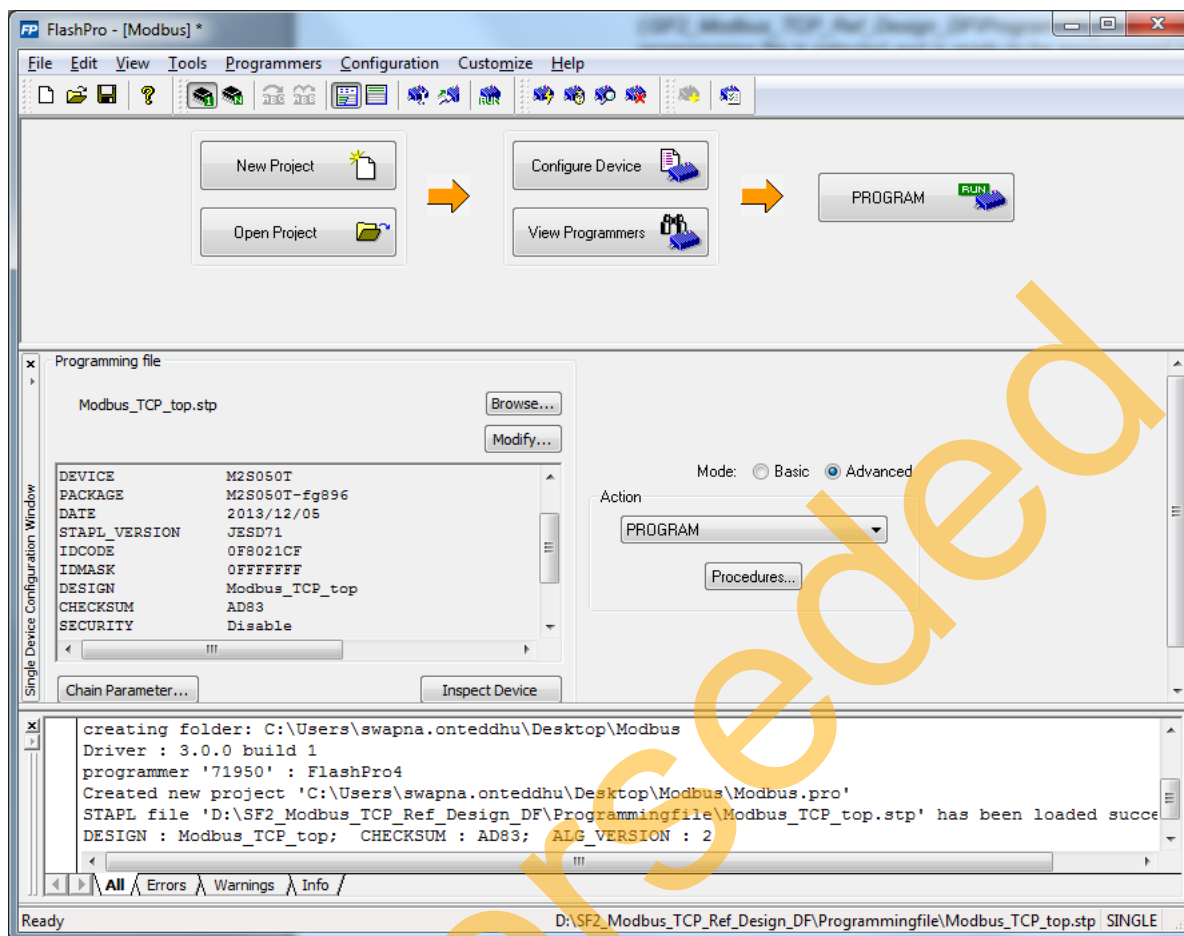 FlashPro - [Modbus] *
File Edit View Tools Programmers Configuration Customize Help
New Project
Configure Device
PROGRAM
RUN
Open Project
View Programmers
Programming file
Modbus_TCP_top.stp
Browse...
Modify...
DEVICE M2S050T
PACKAGE M2S050T-fg896
DATE 2013/12/05
STAPL_VERSION JESD71
IDCODE 0F8021CF
IDMASK 0FFFFFFF
DESIGN Modbus_TCP_top
CHECKSUM AD83
SECURITY Disable
Mode: Basic Advanced
Action
PROGRAM
Procedures...
Chain Parameter...
Inspect Device
Single Device Configuration Window
creating folder: C:\Users\swapna.onteddhu\Desktop\Modbus
Driver : 3.0.0 build 1
programmer '71950' : FlashPro4
Created new project 'C:\Users\swapna.onteddhu\Desktop\Modbus\Modbus.pro'
STAPL file 'D:\SF2_Modbus_TCP_Ref_Design_DF\Programmingfile\Modbus_TCP_top.stp' has been loaded succe
DESIGN : Modbus_TCP_top; CHECKSUM : AD83; ALG_VERSION : 2
All Errors Warnings Info
Ready
D:\SF2_Modbus_TCP_Ref_Design_DF\Programmingfile\Modbus_TCP_top.stp SINGLE
erseded